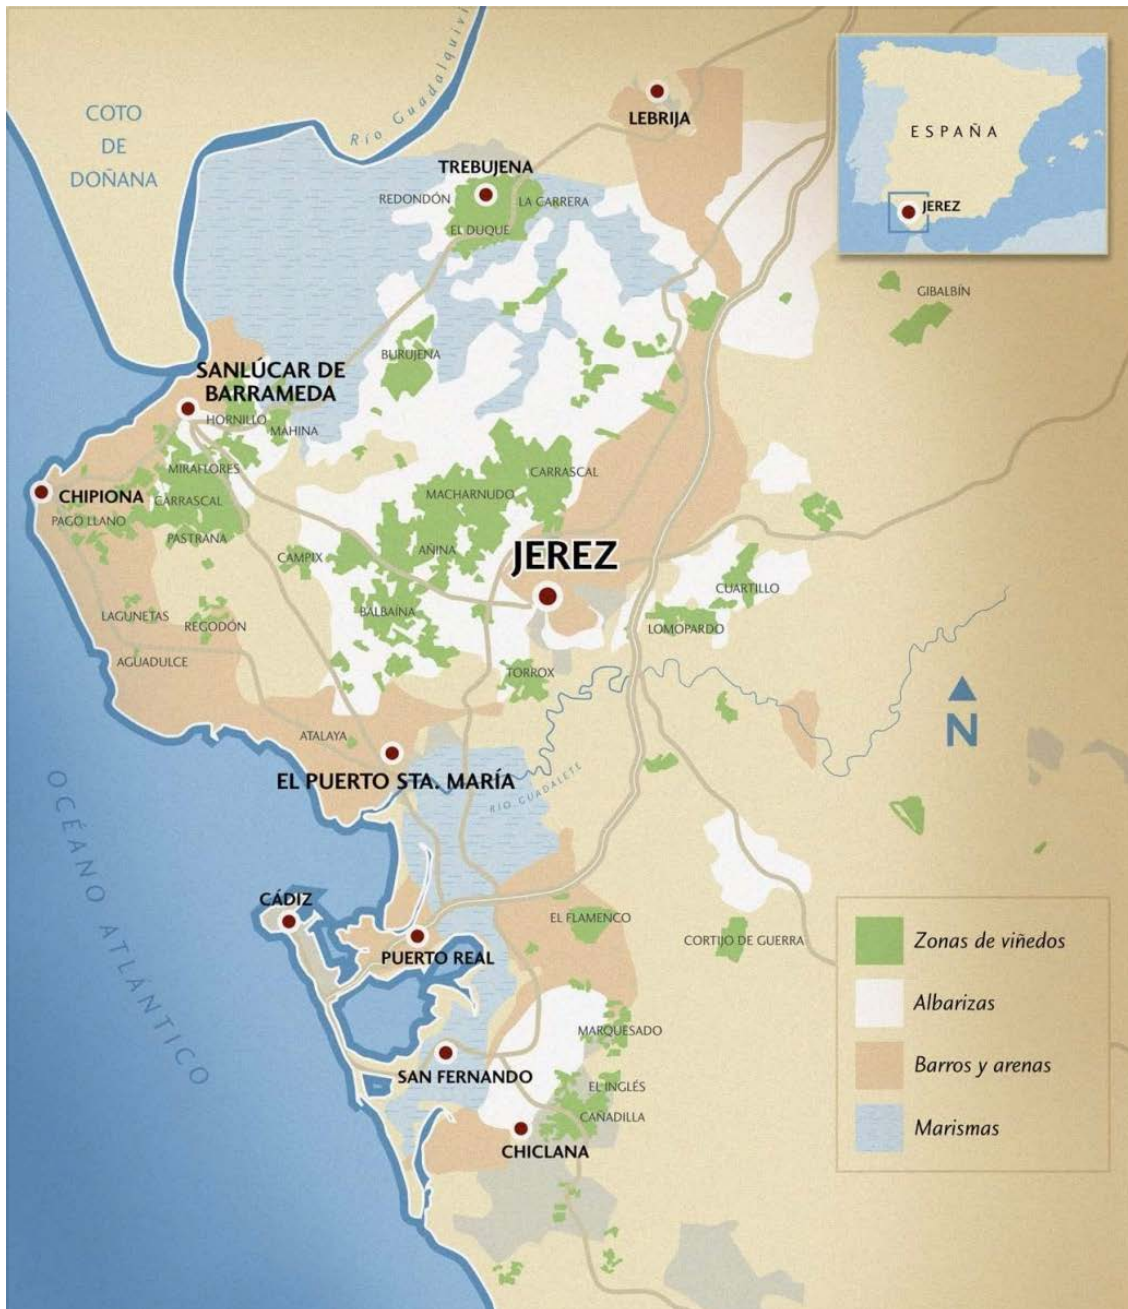 COTO
DE
DOÑANA
Río Guadalquivir
LEBRIJA
ESPAÑA
JEREZ
TREBUJENA
REDONDÓN
LA CARRERA
EL DUQUE
GIBALBÍN
BURUJENA
SANLÚCAR DE
BARRAMEDA
HORNILLO
MAHINA
MIRAFLORES
CARRASCAL
MACHARNUDO
CHIPIONA
CARRASCAL
PAGO LLANO
PASTRANA
CAMPIX
AÑINA
JEREZ
CUARTILLO
BALBAÍNA
LAGUNETAS
REGODÓN
LOMOPARDO
AGUADULCE
TORROX
N
ATALAYA
EL PUERTO STA. MARÍA
RÍO GUADALETE
OCÉANO ATLÁNTICO
CÁDIZ
EL FLAMENCO
CORTIJO DE GUERRA
PUERTO REAL
MARQUESADO
SAN FERNANDO
EL INGLÉS
CAÑADILLA
CHICLANA
Zonas de viñedos
Albarizas
Barros y arenas
Marismas